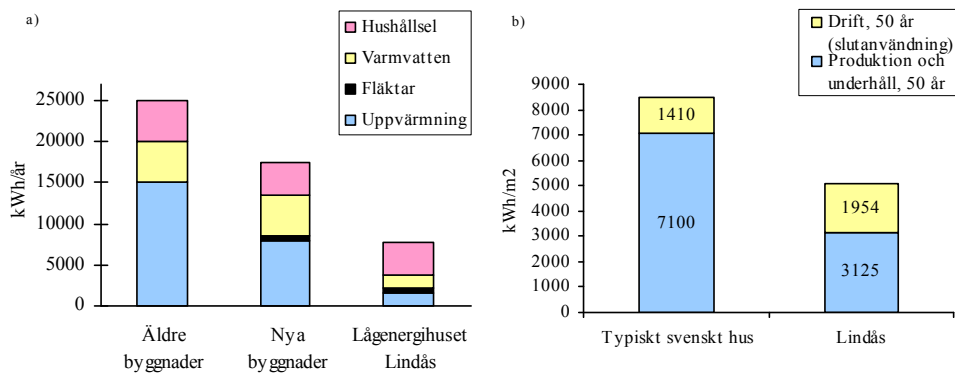 a)
Hushållsel
Varmvatten
Fläktar
Uppvärmning
kWh/år
25000
20000
15000
10000
5000
0
Äldre
byggnader
Nya
byggnader
Lågenergihuset
Lindås
b)
Drift, 50 år
(slutanvändning)
Produktion och
underhåll, 50 år
kWh/m2
9000
8000
7000
6000
5000
4000
3000
2000
1000
0
1410
7100
1954
3125
Typiskt svenskt hus
Lindås